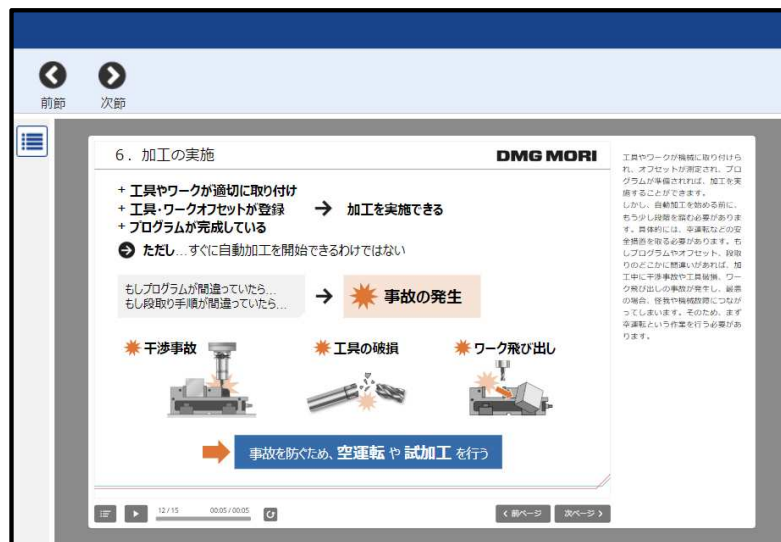 前節 次節
6．加工の実施
DMG MORI
+ 工具やワークが適切に取り付け
+ 工具・ワークオフセットが登録
+ プログラムが完成している
→ 加工を実施できる
ただし…すぐに自動加工を開始できるわけではない
もしプログラムが間違っていたら…
もし段取り手順が間違っていたら…
→ 事故の発生
干渉事故 工具の破損 ワーク飛び出し
事故を防ぐため、空運転 や 試加工 を行う
12/15 00:05/00:05
前ページ 次ページ
工具やワークが機械に取り付けら
れ、オフセットが測定され、プロ
グラムが準備されれば、加工を実
施することができます。
しかし、自動加工を始める前に、
もう少し段階を踏む必要がありま
す。具体的には、空運転などの安
全措置を取る必要があります。も
しプログラムやオフセット、段取
りのどこかに間違いがあれば、加
工中に干渉事故や工具破損、ワー
ク飛び出しの事故が発生し、最悪
の場合、怪我や機械故障につなが
ってしまいます。そのため、まず
空運転という作業を行う必要があ
ります。